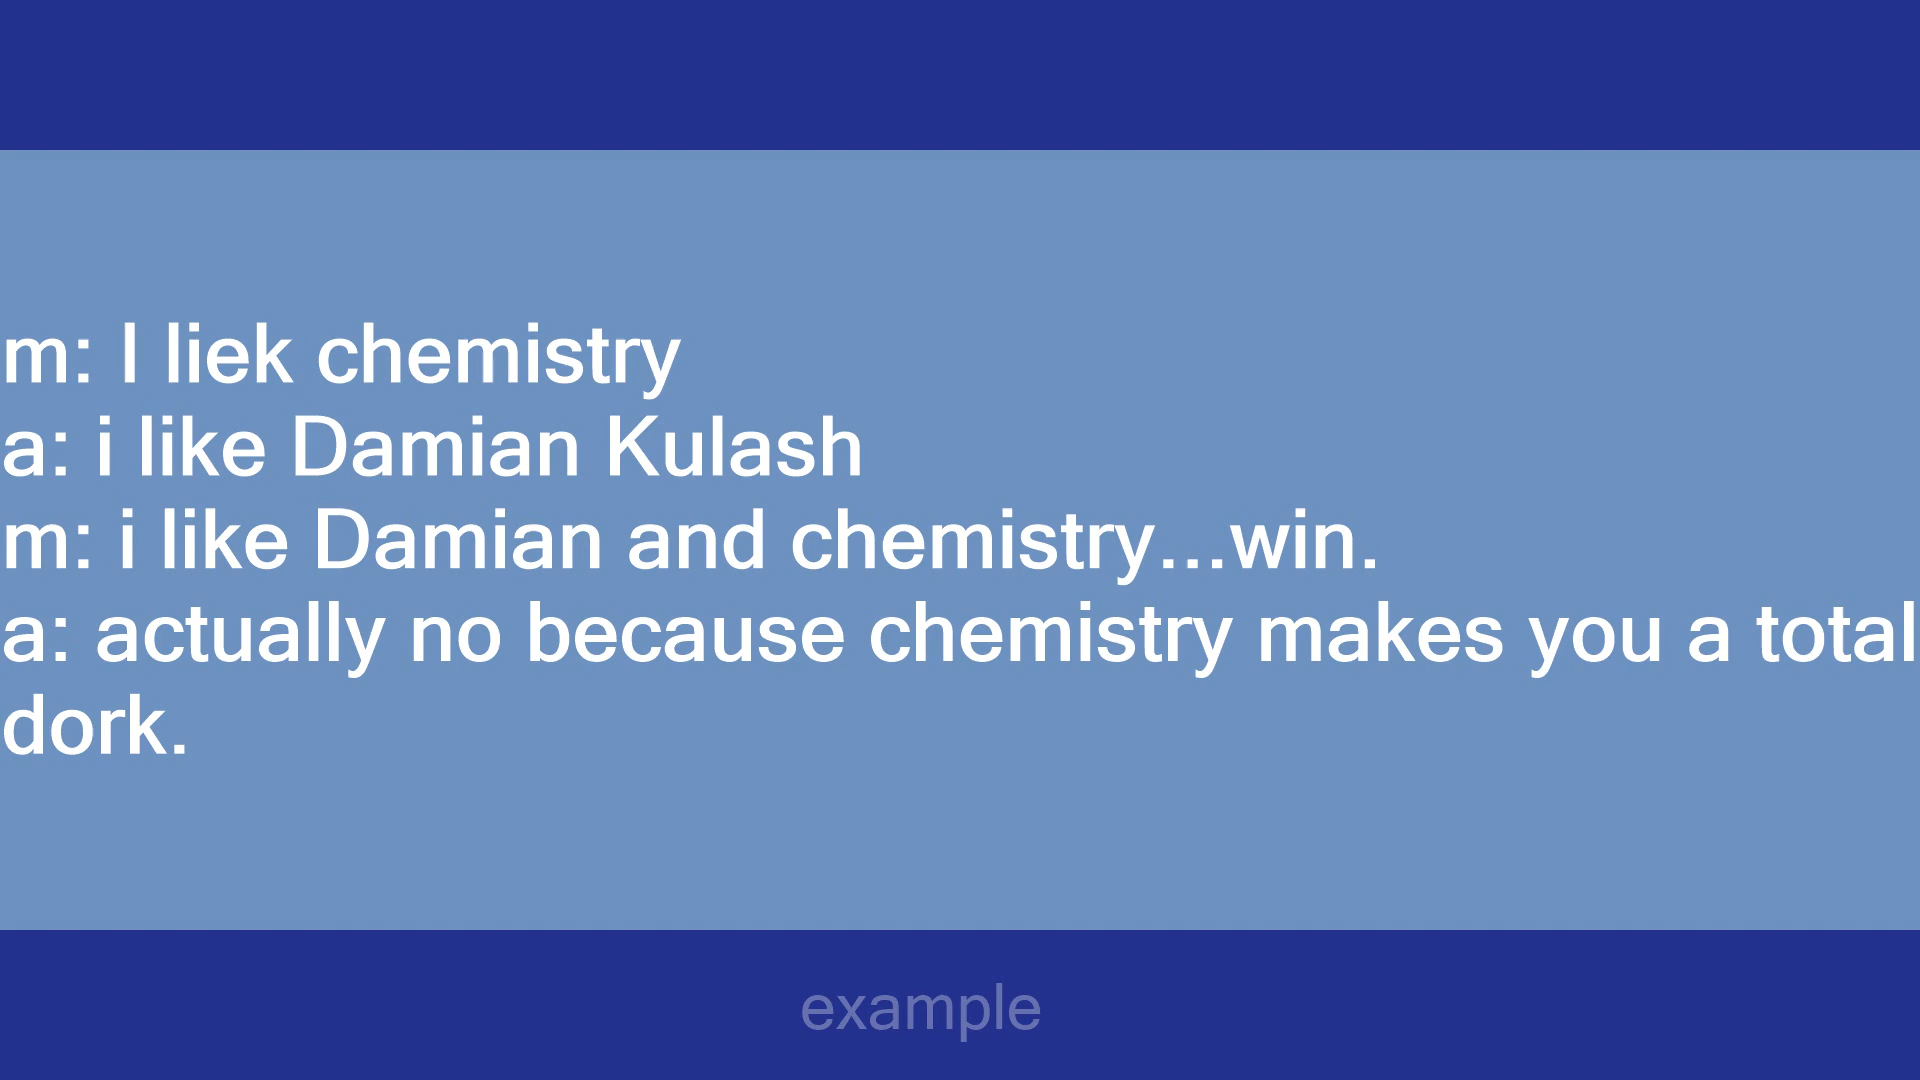 m: I liek chemistry
a: i like Damian Kulash
m: i like Damian and chemistry...win.
a: actually no because chemistry makes you a total
dork.
example